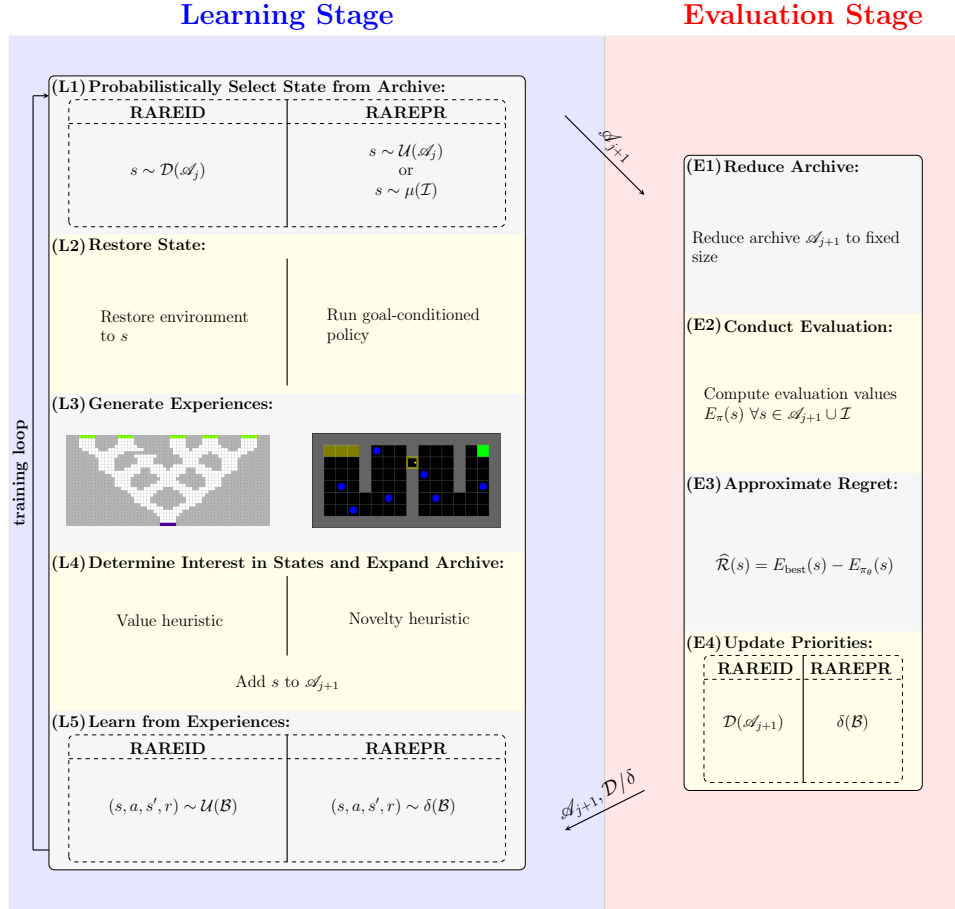 Learning Stage
Evaluation Stage
(L1) Probabilistically Select State from Archive:
RAREID
RAREPR
s ∼ 𝒟(𝒜_j)
s ∼ 𝒰(𝒜_j)
or
s ∼ μ(ℐ)
(L2) Restore State:
Restore environment
to s
Run goal-conditioned
policy
(L3) Generate Experiences:
(L4) Determine Interest in States and Expand Archive:
Value heuristic
Novelty heuristic
Add s to 𝒜_{j+1}
(L5) Learn from Experiences:
RAREID
RAREPR
(s, a, s′, r) ∼ 𝒰(ℬ)
(s, a, s′, r) ∼ δ(ℬ)
training loop
𝒜_{j+1}
(E1) Reduce Archive:
Reduce archive 𝒜_{j+1} to fixed
size
(E2) Conduct Evaluation:
Compute evaluation values
E_π(s) ∀s ∈ 𝒜_{j+1} ∪ ℐ
(E3) Approximate Regret:
ℛ̂(s) = E_best(s) − E_{π_θ}(s)
(E4) Update Priorities:
RAREID
RAREPR
𝒟(𝒜_{j+1})
δ(ℬ)
𝒜_{j+1}, 𝒟/δ